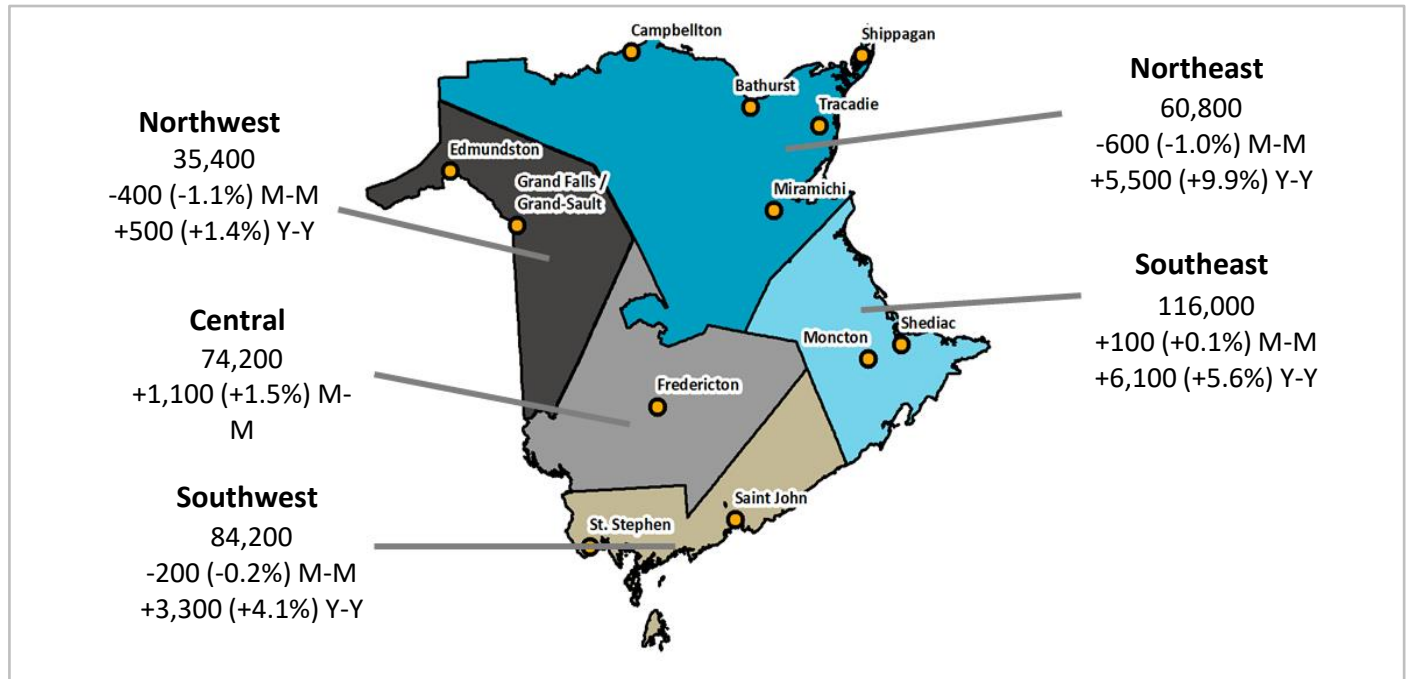 Northwest
35,400
-400 (-1.1%) M-M
+500 (+1.4%) Y-Y
Central
74,200
+1,100 (+1.5%) M-
M
Southwest
84,200
-200 (-0.2%) M-M
+3,300 (+4.1%) Y-Y
Campbellton
Shippagan
Bathurst
Tracadie
Edmundston
Grand Falls /
Grand-Sault
Miramichi
Moncton
Shediac
Fredericton
Saint John
St. Stephen
Northeast
60,800
-600 (-1.0%) M-M
+5,500 (+9.9%) Y-Y
Southeast
116,000
+100 (+0.1%) M-M
+6,100 (+5.6%) Y-Y